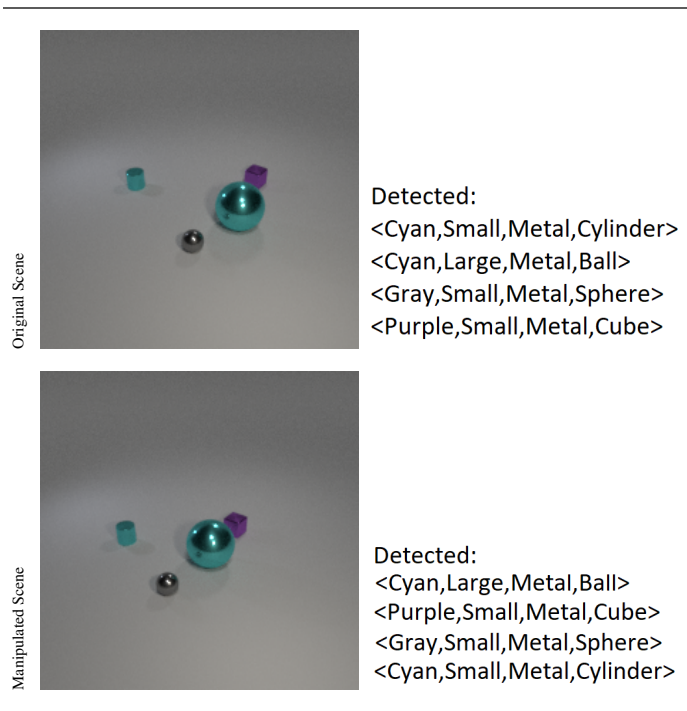 Original Scene
Detected:
<Cyan,Small,Metal,Cylinder>
<Cyan,Large,Metal,Ball>
<Gray,Small,Metal,Sphere>
<Purple,Small,Metal,Cube>
Manipulated Scene
Detected:
<Cyan,Large,Metal,Ball>
<Purple,Small,Metal,Cube>
<Gray,Small,Metal,Sphere>
<Cyan,Small,Metal,Cylinder>